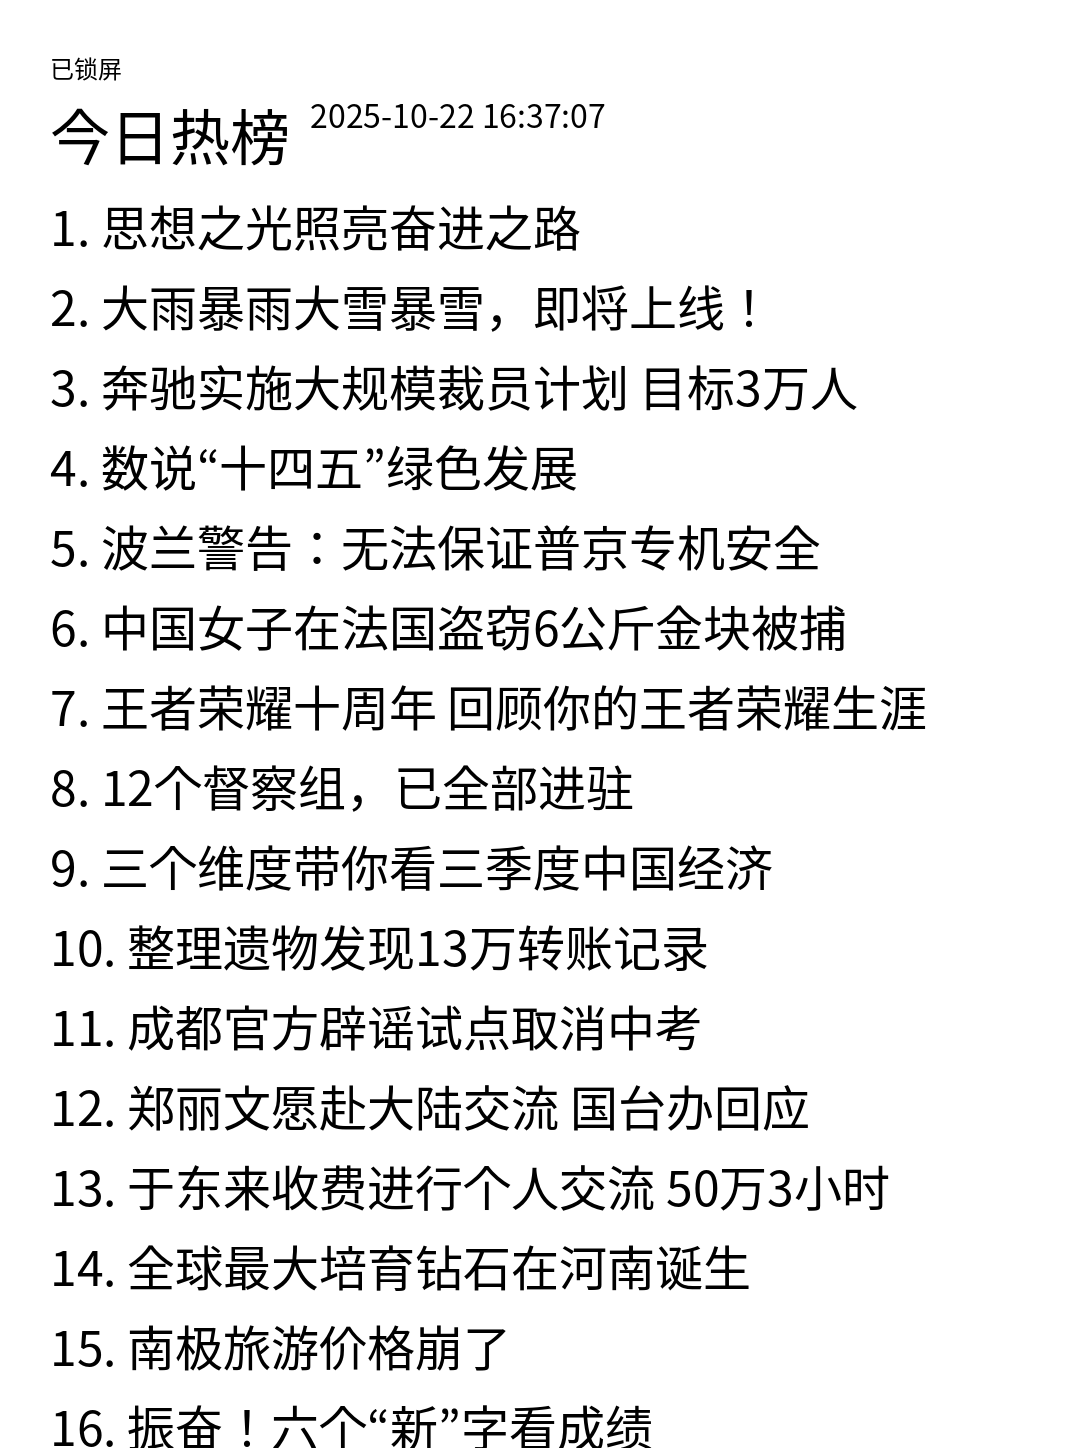 已锁屏
今日热榜 2025-10-22 16:37:07
1. 思想之光照亮奋进之路
2. 大雨暴雨大雪暴雪，即将上线！
3. 奔驰实施大规模裁员计划 目标3万人
4. 数说“十四五”绿色发展
5. 波兰警告：无法保证普京专机安全
6. 中国女子在法国盗窃6公斤金块被捕
7. 王者荣耀十周年 回顾你的王者荣耀生涯
8. 12个督察组，已全部进驻
9. 三个维度带你看三季度中国经济
10. 整理遗物发现13万转账记录
11. 成都官方辟谣试点取消中考
12. 郑丽文愿赴大陆交流 国台办回应
13. 于东来收费进行个人交流 50万3小时
14. 全球最大培育钻石在河南诞生
15. 南极旅游价格崩了
16. 振奋！六个“新”字看成绩